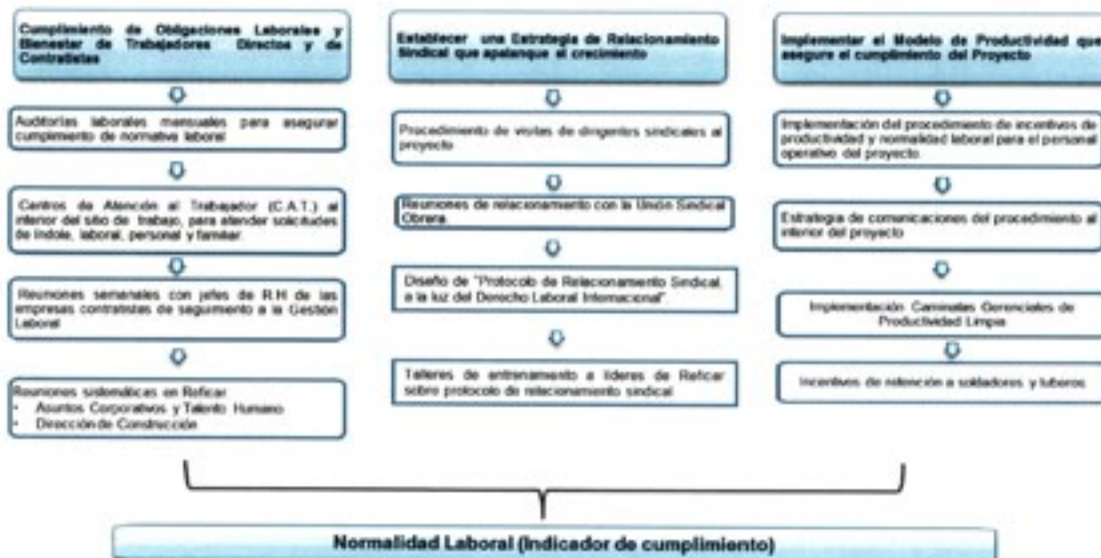 Cumplimiento de Obligaciones Laborales y
Bienestar de Trabajadores Directos y de
Contratistas
Auditorías laborales mensuales para asegurar
cumplimiento de normativa laboral
Centros de Atención al Trabajador (C.A.T.) al
interior del sitio de trabajo, para atender solicitudes
de índole, laboral, personal y familiar.
Reuniones semanales con jefes de R.H de las
empresas contratistas de seguimiento a la Gestión
Laboral
Reuniones sistemáticas en Reficar
• Asuntos Corporativos y Talento Humano
• Dirección de Construcción
Establecer una Estrategia de Relacionamiento
Sindical que apalanque el crecimiento
Procedimiento de visitas de dirigentes sindicales al
proyecto
Reuniones de relacionamiento con la Unión Sindical
Obrera.
Diseño de "Protocolo de Relacionamiento Sindical,
a la luz del Derecho Laboral Internacional".
Talleres de entrenamiento a líderes de Reficar
sobre protocolo de relacionamiento sindical
Implementar el Modelo de Productividad que
asegure el cumplimiento del Proyecto
Implementación del procedimiento de incentivos de
productividad y normalidad laboral para el personal
operativo del proyecto.
Estrategia de comunicaciones del procedimiento al
interior del proyecto
Implementación Caminatas Gerenciales de
Productividad Limpia
Incentivos de retención a soldadores y tuberos
Normalidad Laboral (Indicador de cumplimiento)